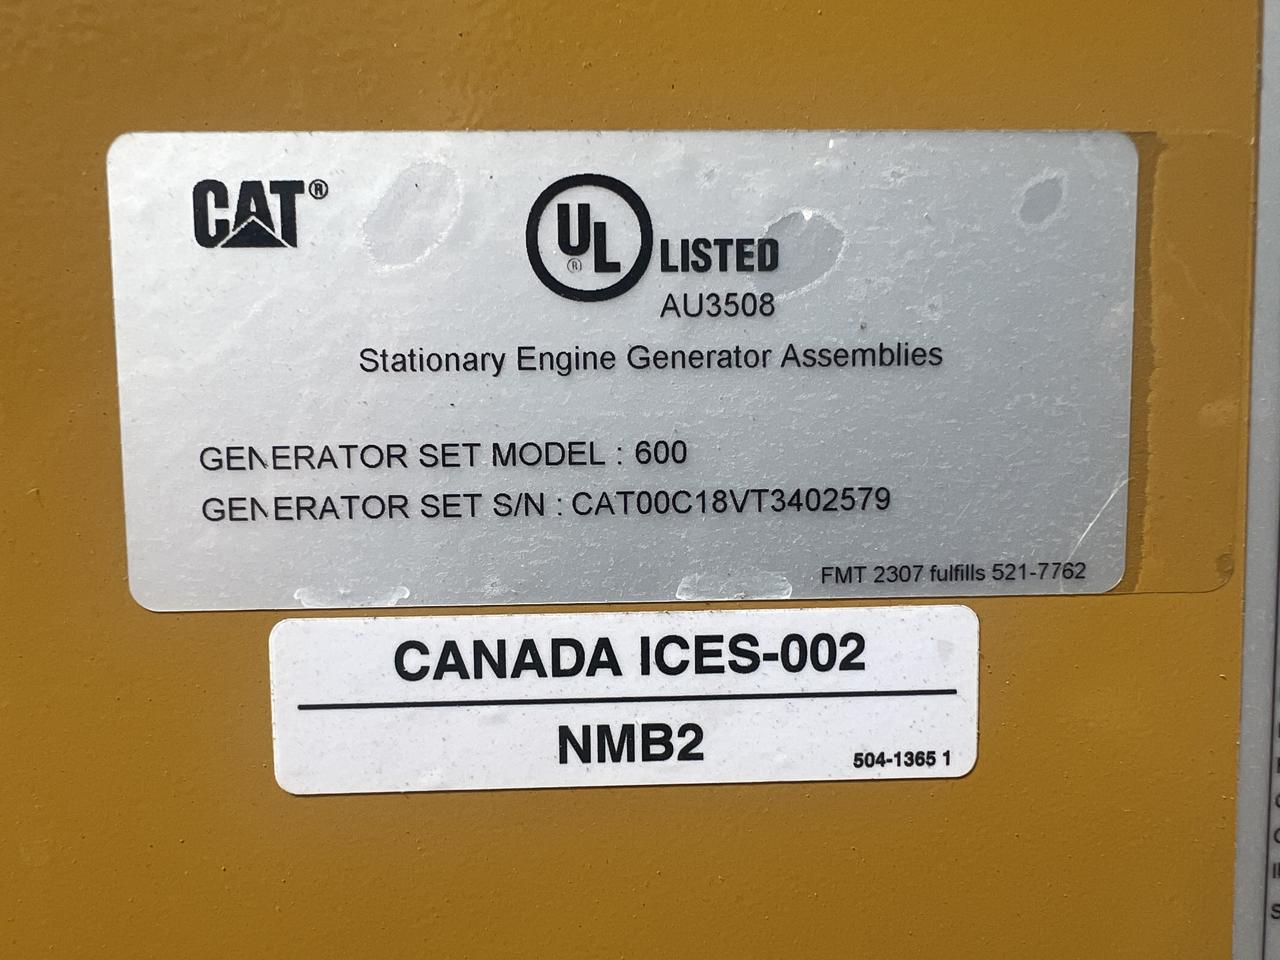 CAT®
UL® LISTED
AU3508
Stationary Engine Generator Assemblies
GENERATOR SET MODEL : 600
GENERATOR SET S/N : CAT00C18VT3402579
FMT 2307 fulfills 521-7762
CANADA ICES-002
NMB2
504-1365 1